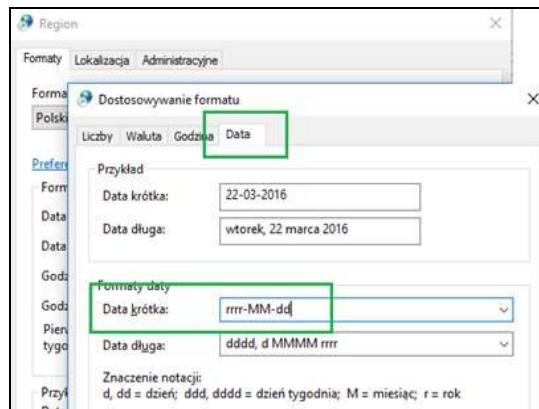 Region
Formaty Lokalizacja Administracyjne
Dostosowywanie formatu
Liczby Waluta Godzina Data
Przykład
Data krótka: 22-03-2016
Data długa: wtorek, 22 marca 2016
Formaty daty
Data krótka: rrrr-MM-dd
Data długa: dddd, d MMMM rrrr
Znaczenie notacji:
d, dd = dzień; ddd, dddd = dzień tygodnia; M = miesiąc; r = rok
Forma
Polski
Prefere
Form
Data
Data
Godz
Godz
Pierw
tygo
Przyk